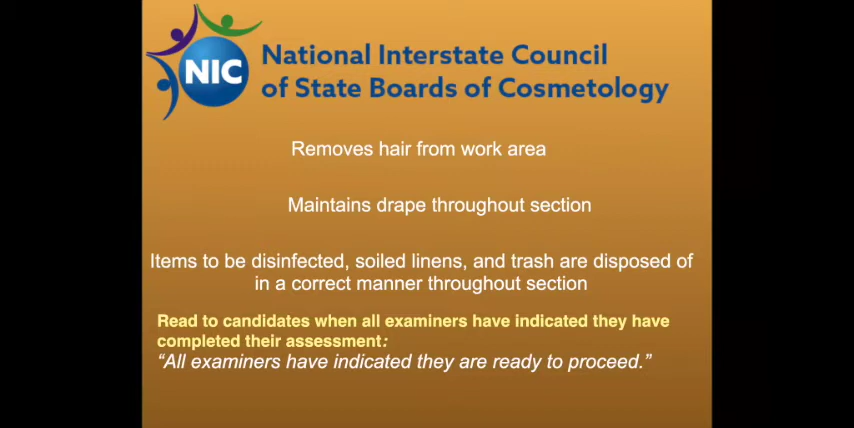 NIC
National Interstate Council
of State Boards of Cosmetology
Removes hair from work area
Maintains drape throughout section
Items to be disinfected, soiled linens, and trash are disposed of
in a correct manner throughout section
Read to candidates when all examiners have indicated they have
completed their assessment:
“All examiners have indicated they are ready to proceed.”